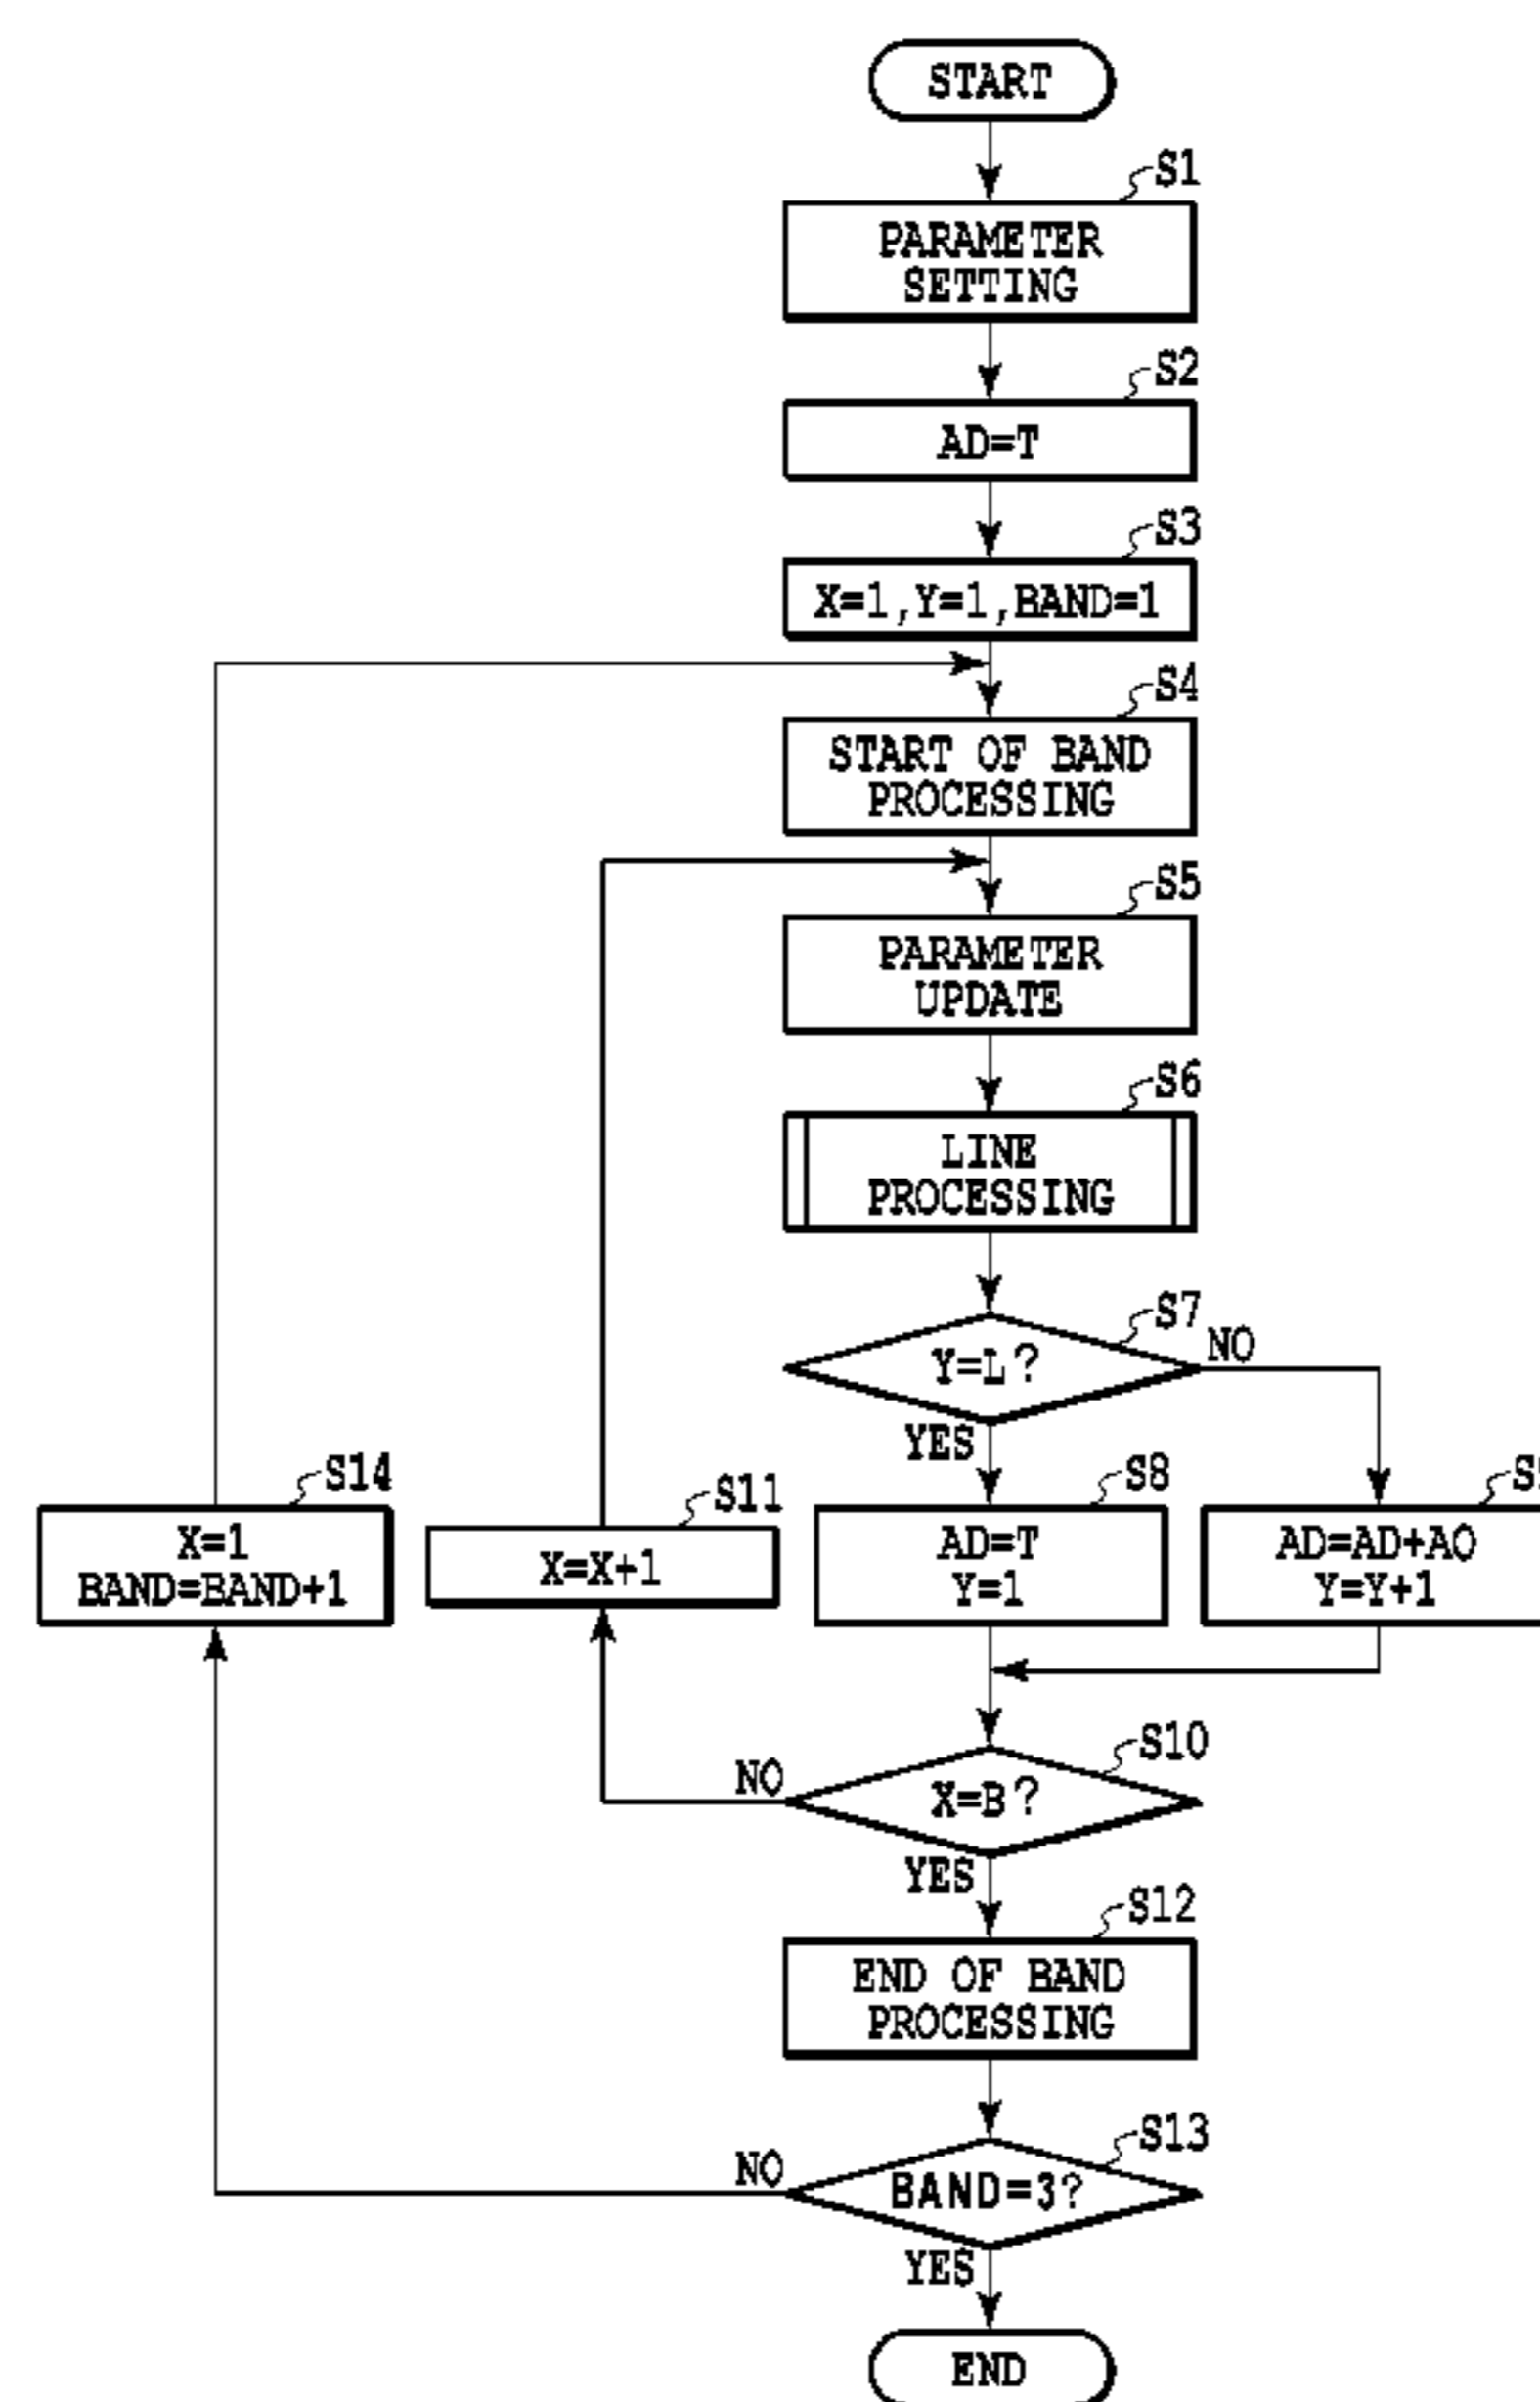 START
S1
PARAMETER
SETTING
S2
AD=T
S3
X=1,Y=1,BAND=1
S4
START OF BAND
PROCESSING
S5
PARAMETER
UPDATE
S6
LINE
PROCESSING
S7
Y=L?
NO
YES
S14
X=1
BAND=BAND+1
S11
X=X+1
S8
AD=T
Y=1
AD=AD+AO
Y=Y+1
S10
X=B?
NO
YES
S12
END OF BAND
PROCESSING
S13
BAND=3?
NO
YES
END